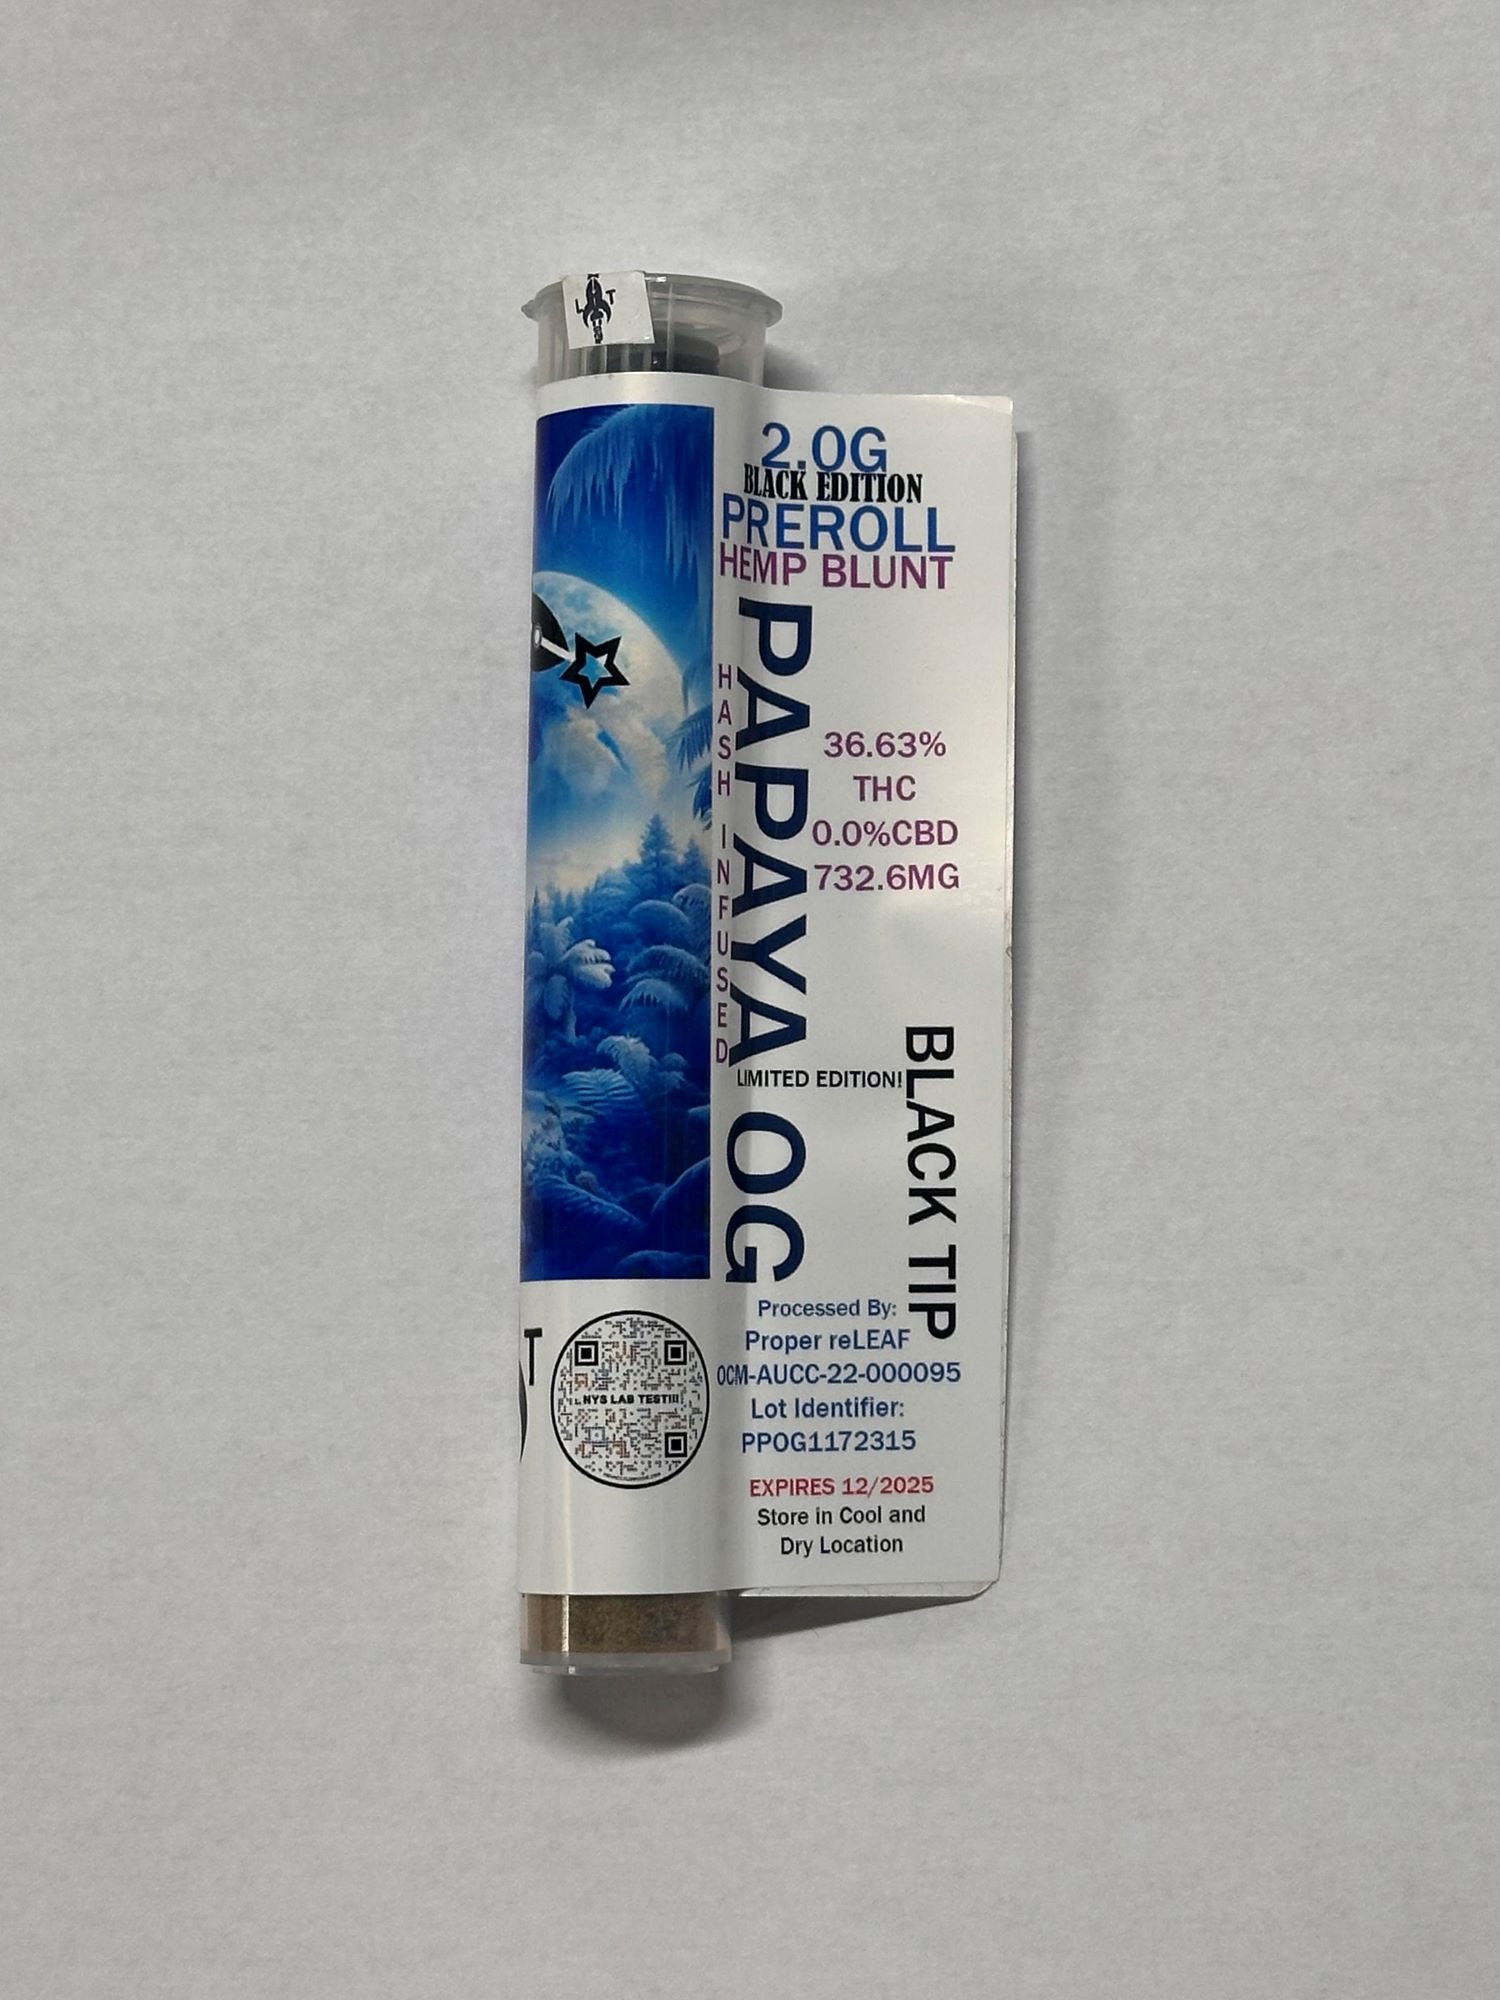 L T
2.0G
BLACK EDITION
PREROLL
HEMP BLUNT
HASH INFUSED
PAPAYA OG
36.63%
THC
0.0%CBD
732.6MG
LIMITED EDITION!
BLACK TIP
Processed By:
Proper reLEAF
OCM-AUCC-22-000095
Lot Identifier:
PPOG1172315
EXPIRES 12/2025
Store in Cool and
Dry Location
T
NYS LAB TEST!!!